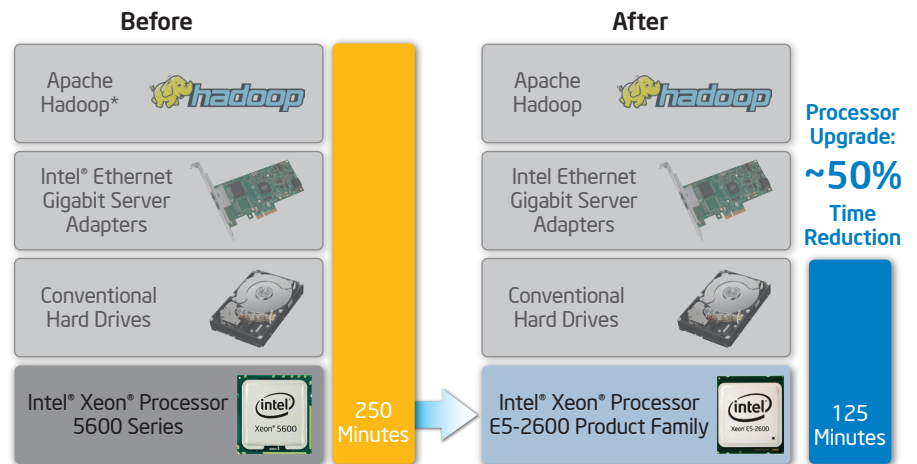 Before
After
Apache
Hadoop*
hadoop
Apache
Hadoop
hadoop
Processor
Upgrade:
~50%
Time
Reduction
Intel® Ethernet
Gigabit Server
Adapters
Intel Ethernet
Gigabit Server
Adapters
Conventional
Hard Drives
Conventional
Hard Drives
Intel® Xeon® Processor
5600 Series
intel
Xeon® 5600
250
Minutes
Intel® Xeon® Processor
E5-2600 Product Family
intel
Xeon® E5-2600
125
Minutes